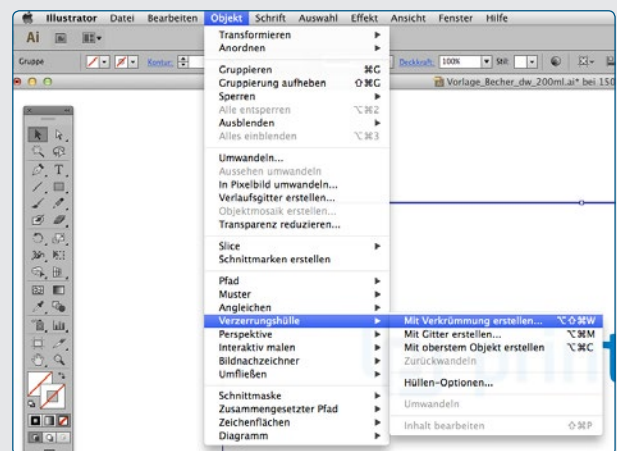 Illustrator Datei Bearbeiten Objekt Schrift Auswahl Effekt Ansicht Fenster Hilfe
Ai Br
Gruppe Kontur: Deckkraft: 100% Stil:
Vorlage_Becher_dw_200ml.ai* bei 150
Transformieren
Anordnen
Gruppieren ⌘G
Gruppierung aufheben ⇧⌘G
Sperren
Alle entsperren ⌥⌘2
Ausblenden
Alles einblenden ⌥⌘3
Umwandeln...
Aussehen umwandeln
In Pixelbild umwandeln...
Verlaufsgitter erstellen...
Objektmosaik erstellen...
Transparenz reduzieren...
Slice
Schnittmarken erstellen
Pfad
Muster
Angleichen
Verzerrungshülle
Perspektive
Interaktiv malen
Bildnachzeichner
Umfließen
Schnittmaske
Zusammengesetzter Pfad
Zeichenflächen
Diagramm
Mit Verkrümmung erstellen... ⌥⇧⌘W
Mit Gitter erstellen... ⌥⌘M
Mit oberstem Objekt erstellen ⌥⌘C
Zurückwandeln
Hüllen-Optionen...
Umwandeln
Inhalt bearbeiten ⇧⌘P
print